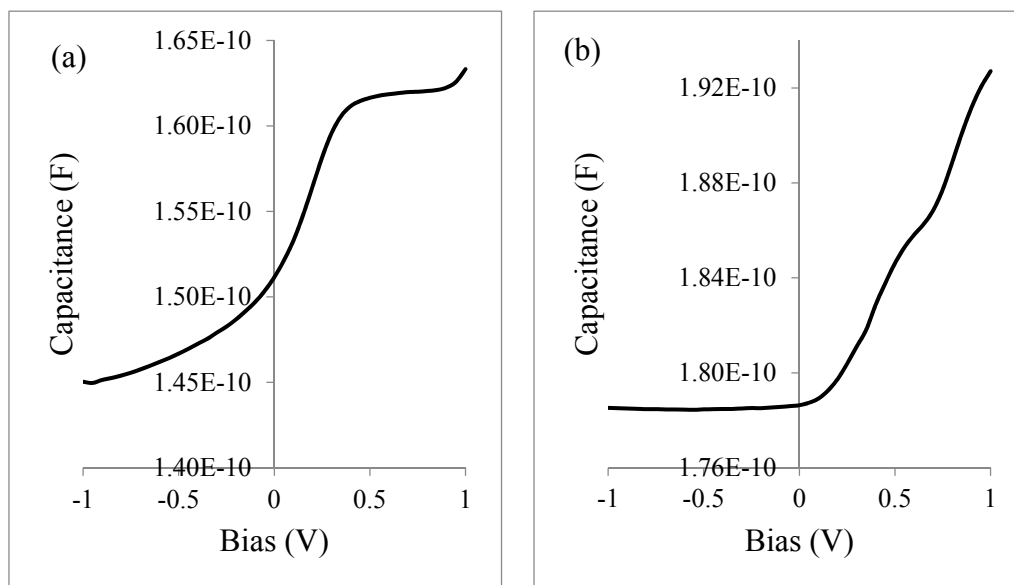 (a)
Capacitance (F)
1.65E-10
1.60E-10
1.55E-10
1.50E-10
1.45E-10
1.40E-10
-1 -0.5 0 0.5 1
Bias (V)
(b)
Capacitance (F)
1.92E-10
1.88E-10
1.84E-10
1.80E-10
1.76E-10
-1 -0.5 0 0.5 1
Bias (V)